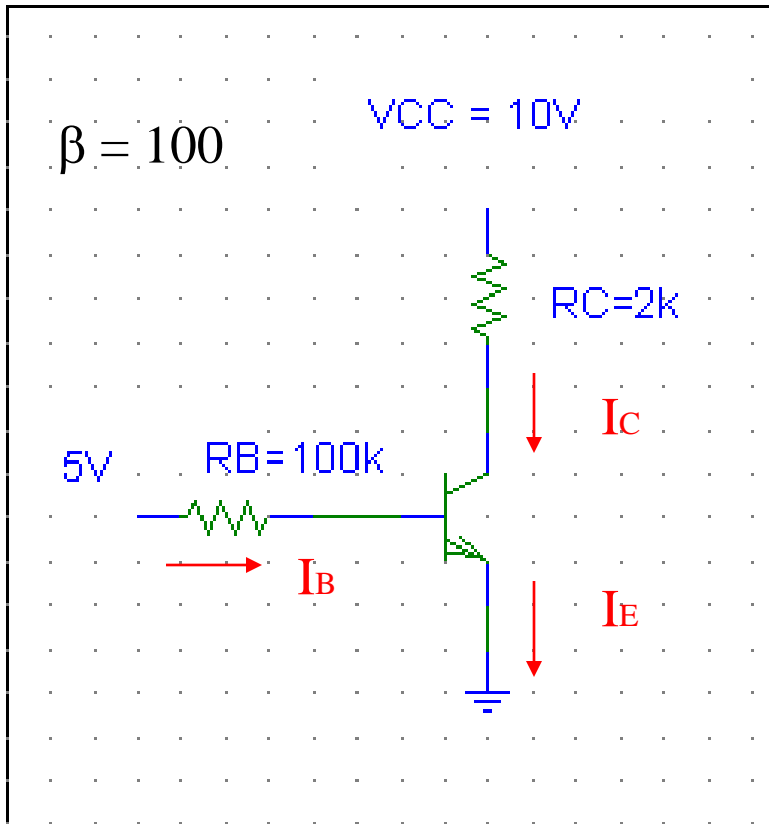 VCC = 10V
β = 100
RC=2k
IC
5V
RB=100k
IB
IE